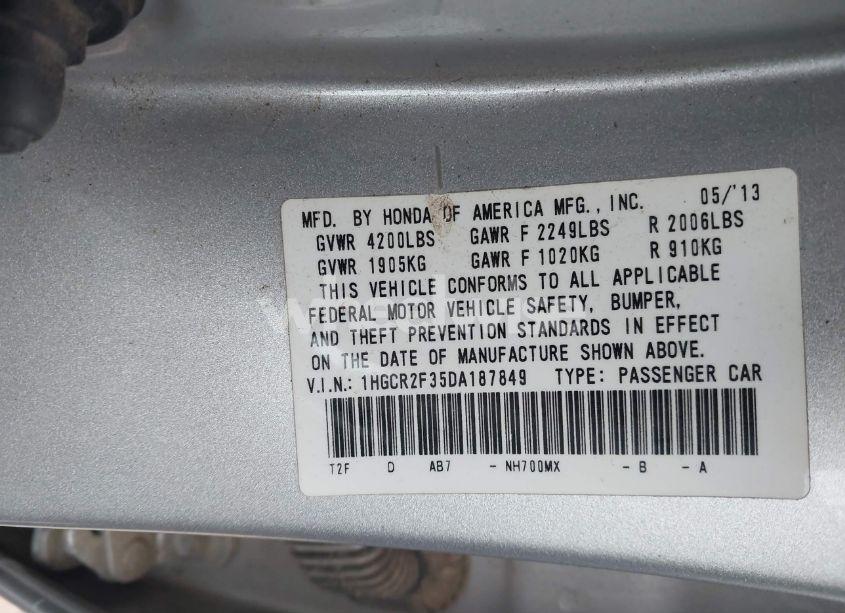 MFD. BY HONDA OF AMERICA MFG., INC. 05/'13
GVWR 4200LBS GAWR F 2249LBS R 2006LBS
GVWR 1905KG GAWR F 1020KG R 910KG
THIS VEHICLE CONFORMS TO ALL APPLICABLE
FEDERAL MOTOR VEHICLE SAFETY, BUMPER,
AND THEFT PREVENTION STANDARDS IN EFFECT
ON THE DATE OF MANUFACTURE SHOWN ABOVE.
V.I.N.: 1HGCR2F35DA187849 TYPE: PASSENGER CAR
T2F D AB7 - NH700MX - B - A